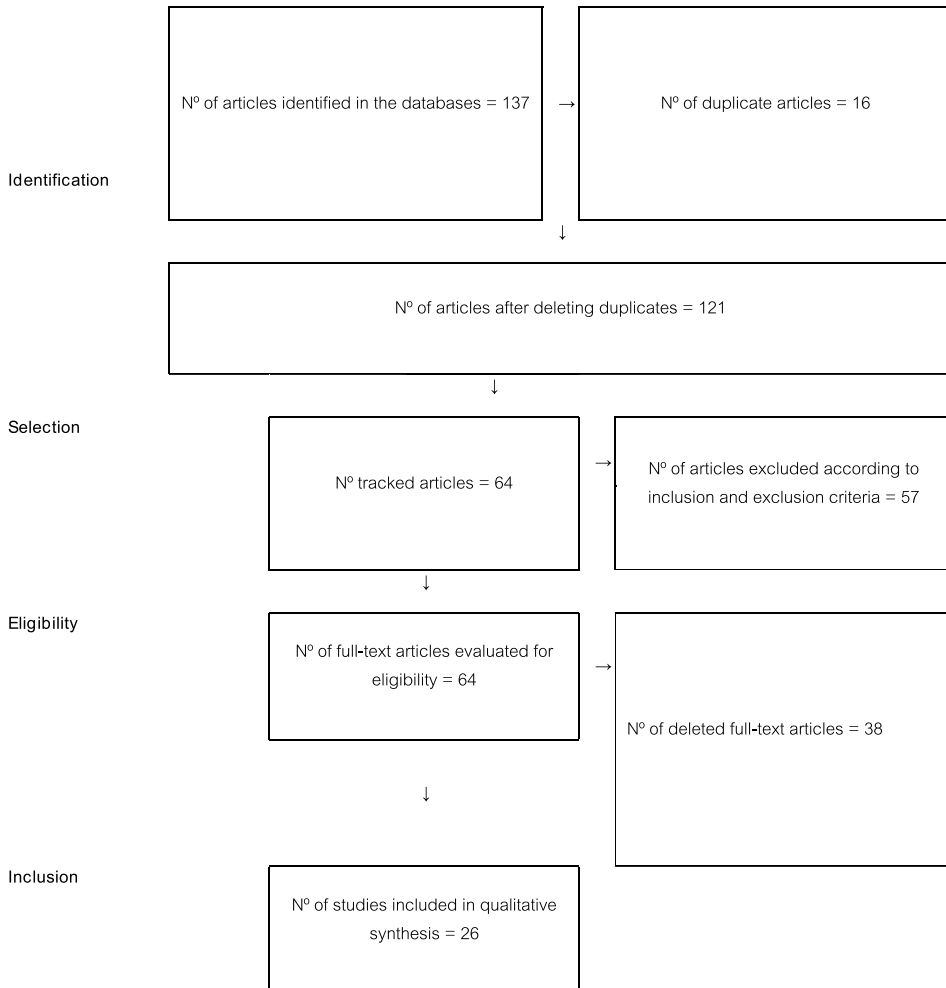 Nº of articles identified in the databases = 137
→
Nº of duplicate articles = 16
Identification
↓
Nº of articles after deleting duplicates = 121
↓
Selection
Nº tracked articles = 64
→
Nº of articles excluded according to
inclusion and exclusion criteria = 57
↓
Eligibility
Nº of full-text articles evaluated for
eligibility = 64
→
Nº of deleted full-text articles = 38
↓
Inclusion
Nº of studies included in qualitative
synthesis = 26